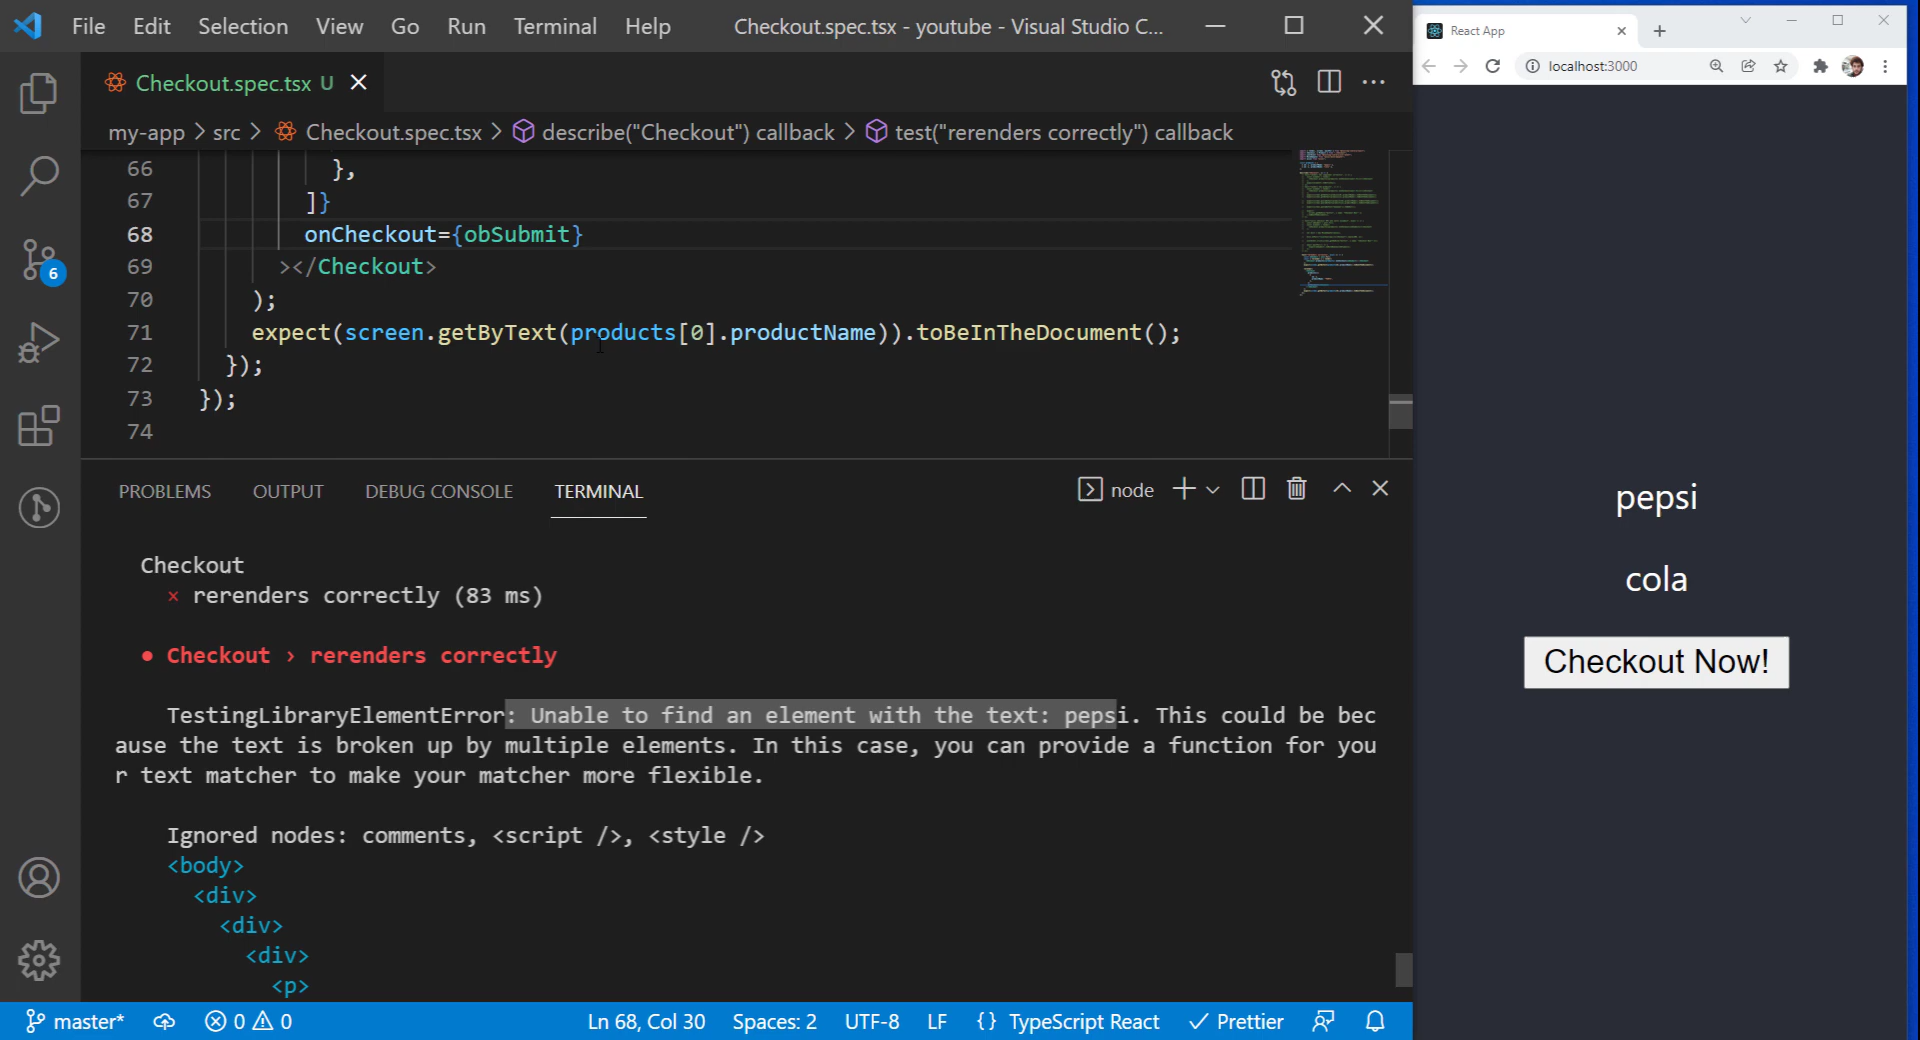 File Edit Selection View Go Run Terminal Help Checkout.spec.tsx - youtube - Visual Studio C...
Checkout.spec.tsx U
my-app > src > Checkout.spec.tsx > describe("Checkout") callback > test("rerenders correctly") callback
66 },
67 ]}
68 onCheckout={obSubmit}
69 ></Checkout>
70 );
71 expect(screen.getByText(products[0].productName)).toBeInTheDocument();
72 });
73 });
74
PROBLEMS OUTPUT DEBUG CONSOLE TERMINAL node
Checkout
× rerenders correctly (83 ms)
● Checkout › rerenders correctly
TestingLibraryElementError: Unable to find an element with the text: pepsi. This could be bec
ause the text is broken up by multiple elements. In this case, you can provide a function for you
r text matcher to make your matcher more flexible.
Ignored nodes: comments, <script />, <style />
<body>
<div>
<div>
<div>
<p>
6
master* 0 0 Ln 68, Col 30 Spaces: 2 UTF-8 LF {} TypeScript React Prettier
React App
localhost:3000
pepsi
cola
Checkout Now!